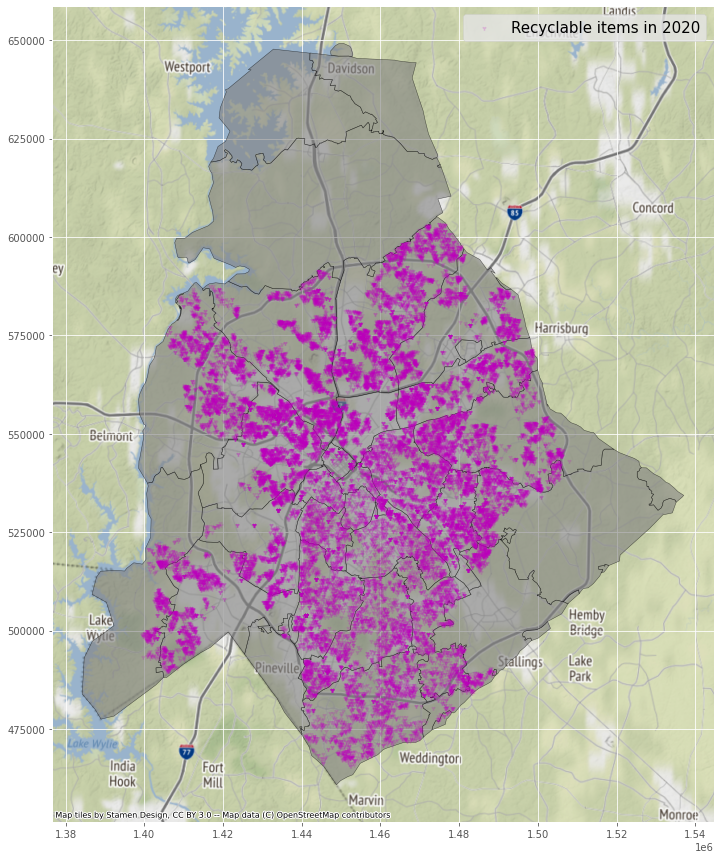 Landis
Recyclable items in 2020
650000
Westport
Davidson
625000
Concord
85
600000
ey
575000
Harrisburg
550000
Belmont
525000
Lake
Wylie
Hemby
Bridge
500000
Pineville
Stallings
Lake
Park
475000
Lake Wylie
77
India
Hook
Fort
Mill
Weddington
Marvin
Monroe
Map tiles by Stamen Design, CC BY 3.0 -- Map data (C) OpenStreetMap contributors
1.38 1.40 1.42 1.44 1.46 1.48 1.50 1.52 1.54
1e6